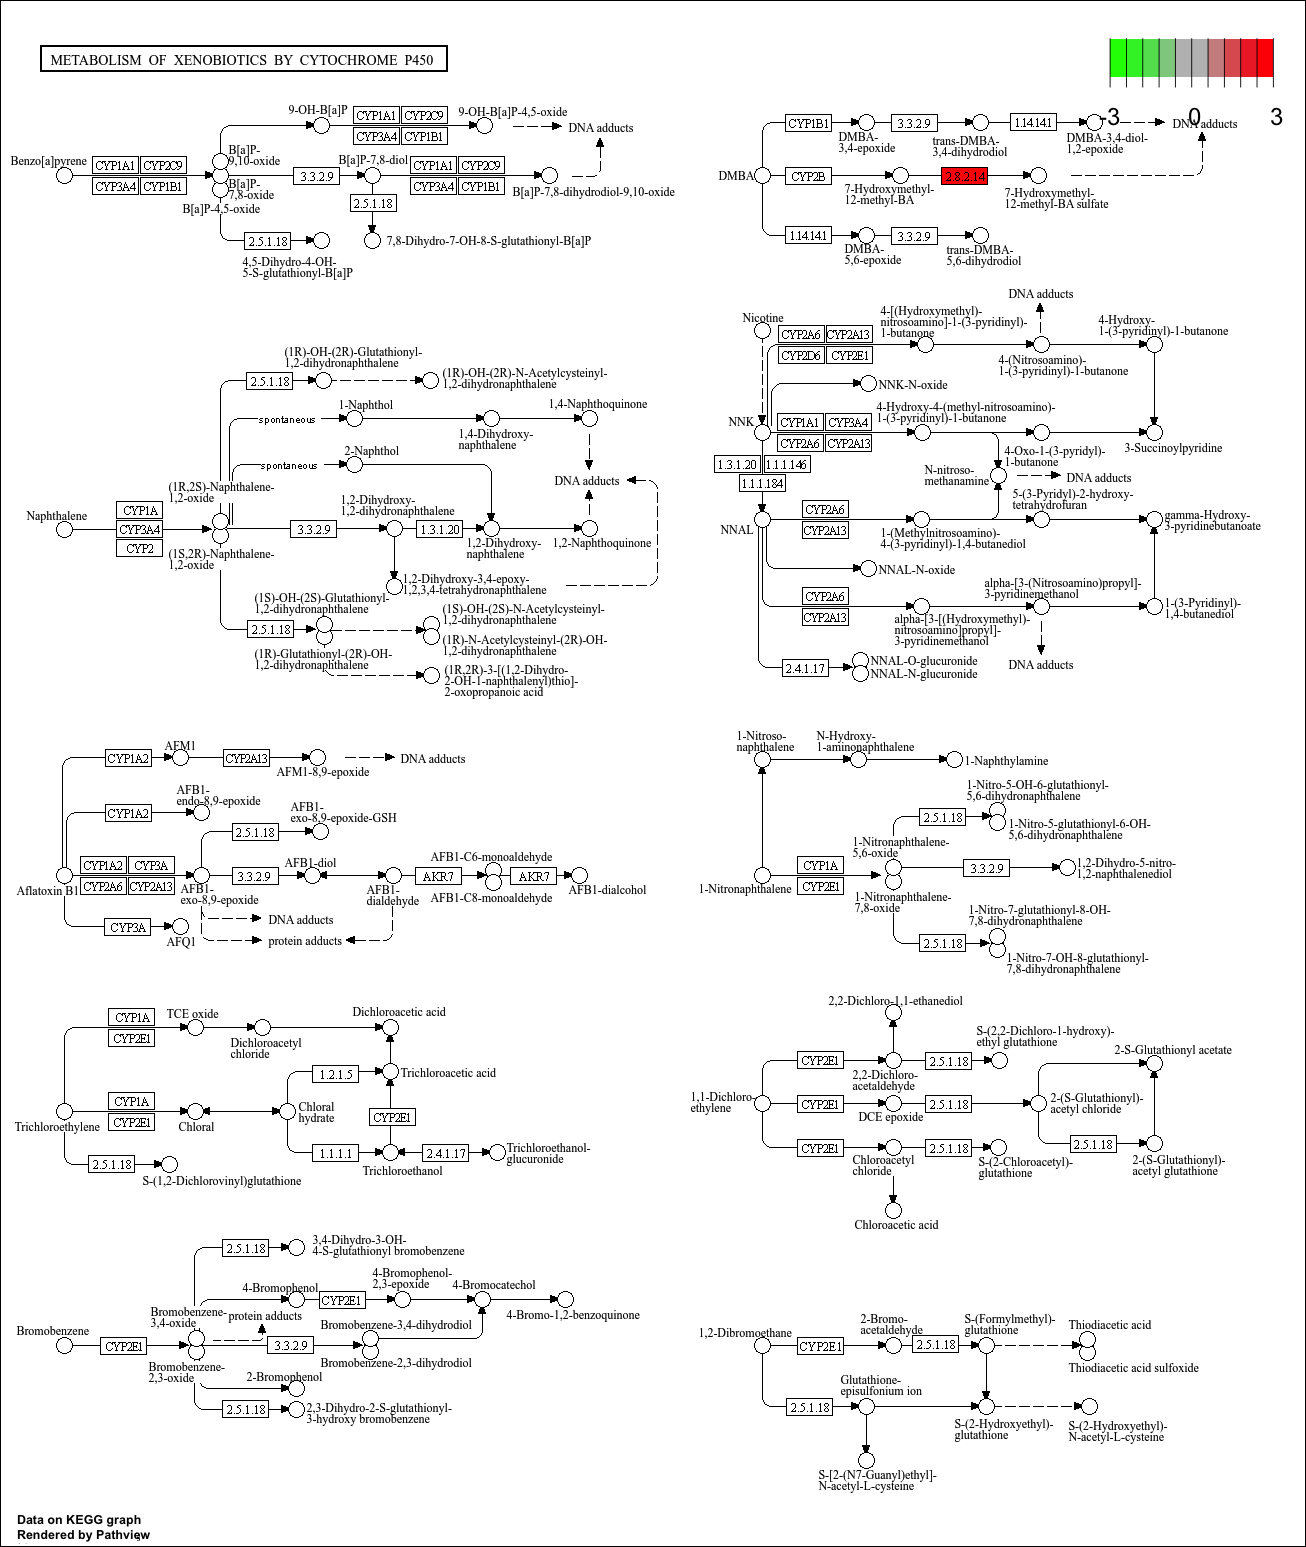 METABOLISM OF XENOBIOTICS BY CYTOCHROME P450
-3 0 3
9-OH-B[a]P
CYP1A1 CYP2C9
CYP3A4 CYP1B1
9-OH-B[a]P-4,5-oxide
DNA adducts
Benzo[a]pyrene
CYP1A1 CYP2C9
CYP3A4 CYP1B1
B[a]P-
9,10-oxide
B[a]P-
7,8-oxide
B[a]P-4,5-oxide
3.3.2.9
B[a]P-7,8-diol
CYP1A1 CYP2C9
CYP3A4 CYP1B1
B[a]P-7,8-dihydrodiol-9,10-oxide
2.5.1.18
7,8-Dihydro-7-OH-8-S-glutathionyl-B[a]P
2.5.1.18
4,5-Dihydro-4-OH-
5-S-glutathionyl-B[a]P
DMBA
CYP1B1
DMBA-
3,4-epoxide
3.3.2.9
trans-DMBA-
3,4-dihydrodiol
1.14.14.1
DMBA-3,4-diol-
1,2-epoxide
DNA adducts
CYP2B
7-Hydroxymethyl-
12-methyl-BA
2.8.2.14
7-Hydroxymethyl-
12-methyl-BA sulfate
1.14.14.1
DMBA-
5,6-epoxide
3.3.2.9
trans-DMBA-
5,6-dihydrodiol
Naphthalene
CYP1A
CYP3A4
CYP2
(1R,2S)-Naphthalene-
1,2-oxide
(1S,2R)-Naphthalene-
1,2-oxide
2.5.1.18
(1R)-OH-(2R)-Glutathionyl-
1,2-dihydronaphthalene
(1R)-OH-(2R)-N-Acetylcysteinyl-
1,2-dihydronaphthalene
spontaneous
1-Naphthol
1,4-Dihydroxy-
naphthalene
1,4-Naphthoquinone
spontaneous
2-Naphthol
DNA adducts
3.3.2.9
1,2-Dihydroxy-
1,2-dihydronaphthalene
1.3.1.20
1,2-Dihydroxy-
naphthalene
1,2-Naphthoquinone
1,2-Dihydroxy-3,4-epoxy-
1,2,3,4-tetrahydronaphthalene
2.5.1.18
(1S)-OH-(2S)-Glutathionyl-
1,2-dihydronaphthalene
(1R)-Glutathionyl-(2R)-OH-
1,2-dihydronaphthalene
(1S)-OH-(2S)-N-Acetylcysteinyl-
1,2-dihydronaphthalene
(1R)-N-Acetylcysteinyl-(2R)-OH-
1,2-dihydronaphthalene
(1R,2R)-3-[(1,2-Dihydro-
2-OH-1-naphthalenyl)thio]-
2-oxopropanoic acid
Nicotine
CYP2A6 CYP2A13
CYP2D6 CYP2E1
4-[(Hydroxymethyl)-
nitrosoamino]-1-(3-pyridinyl)-
1-butanone
DNA adducts
4-(Nitrosoamino)-
1-(3-pyridinyl)-1-butanone
4-Hydroxy-
1-(3-pyridinyl)-1-butanone
NNK-N-oxide
NNK
CYP1A1 CYP3A4
CYP2A6 CYP2A13
4-Hydroxy-4-(methyl-nitrosoamino)-
1-(3-pyridinyl)-1-butanone
4-Oxo-1-(3-pyridyl)-
1-butanone
3-Succinoylpyridine
1.3.1.20 1.1.1.146
1.1.1.184
N-nitroso-
methanamine
DNA adducts
NNAL
CYP2A6
CYP2A13
1-(Methylnitrosoamino)-
4-(3-pyridinyl)-1,4-butanediol
5-(3-Pyridyl)-2-hydroxy-
tetrahydrofuran
gamma-Hydroxy-
3-pyridinebutanoate
NNAL-N-oxide
CYP2A6
CYP2A13
alpha-[3-[(Hydroxymethyl)-
nitrosoamino]propyl]-
3-pyridinemethanol
alpha-[3-(Nitrosoamino)propyl]-
3-pyridinemethanol
1-(3-Pyridinyl)-
1,4-butanediol
DNA adducts
2.4.1.17
NNAL-O-glucuronide
NNAL-N-glucuronide
Aflatoxin B1
CYP1A2
AFM1
CYP2A13
AFM1-8,9-epoxide
DNA adducts
CYP1A2
AFB1-
endo-8,9-epoxide
2.5.1.18
AFB1-
exo-8,9-epoxide-GSH
CYP1A2 CYP3A
CYP2A6 CYP2A13
AFB1-
exo-8,9-epoxide
3.3.2.9
AFB1-diol
AFB1-
dialdehyde
AKR7
AFB1-C6-monoaldehyde
AFB1-C8-monoaldehyde
AKR7
AFB1-dialcohol
CYP3A
AFQ1
DNA adducts
protein adducts
1-Nitronaphthalene
1-Nitroso-
naphthalene
N-Hydroxy-
1-aminonaphthalene
1-Naphthylamine
CYP1A
CYP2E1
1-Nitronaphthalene-
5,6-oxide
1-Nitronaphthalene-
7,8-oxide
2.5.1.18
1-Nitro-5-OH-6-glutathionyl-
5,6-dihydronaphthalene
1-Nitro-5-glutathionyl-6-OH-
5,6-dihydronaphthalene
3.3.2.9
1,2-Dihydro-5-nitro-
1,2-naphthalenediol
2.5.1.18
1-Nitro-7-glutathionyl-8-OH-
7,8-dihydronaphthalene
1-Nitro-7-OH-8-glutathionyl-
7,8-dihydronaphthalene
Trichloroethylene
CYP1A
CYP2E1
TCE oxide
Dichloroacetyl
chloride
Dichloroacetic acid
1.2.1.5
Trichloroacetic acid
CYP1A
CYP2E1
Chloral
Chloral
hydrate
CYP2E1
1.1.1.1
Trichloroethanol
2.4.1.17
Trichloroethanol-
glucuronide
2.5.1.18
S-(1,2-Dichlorovinyl)glutathione
1,1-Dichloro-
ethylene
CYP2E1
2,2-Dichloro-1,1-ethanediol
2,2-Dichloro-
acetaldehyde
2.5.1.18
S-(2,2-Dichloro-1-hydroxy)-
ethyl glutathione
CYP2E1
DCE epoxide
2.5.1.18
2-(S-Glutathionyl)-
acetyl chloride
2-S-Glutathionyl acetate
2.5.1.18
2-(S-Glutathionyl)-
acetyl glutathione
CYP2E1
Chloroacetyl
chloride
2.5.1.18
S-(2-Chloroacetyl)-
glutathione
Chloroacetic acid
Bromobenzene
CYP2E1
Bromobenzene-
3,4-oxide
Bromobenzene-
2,3-oxide
2.5.1.18
3,4-Dihydro-3-OH-
4-S-glutathionyl bromobenzene
4-Bromophenol
CYP2E1
4-Bromophenol-
2,3-epoxide
4-Bromocatechol
4-Bromo-1,2-benzoquinone
protein adducts
3.3.2.9
Bromobenzene-3,4-dihydrodiol
Bromobenzene-2,3-dihydrodiol
2-Bromophenol
2.5.1.18
2,3-Dihydro-2-S-glutathionyl-
3-hydroxy bromobenzene
1,2-Dibromoethane
CYP2E1
2-Bromo-
acetaldehyde
2.5.1.18
S-(Formylmethyl)-
glutathione
Thiodiacetic acid
Thiodiacetic acid sulfoxide
2.5.1.18
Glutathione-
episulfonium ion
S-(2-Hydroxyethyl)-
glutathione
S-(2-Hydroxyethyl)-
N-acetyl-L-cysteine
S-[2-(N7-Guanyl)ethyl]-
N-acetyl-L-cysteine
Data on KEGG graph
Rendered by Pathview